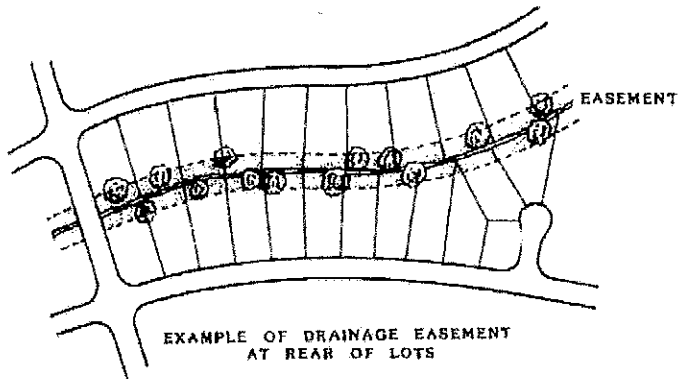 EASEMENT
EXAMPLE OF DRAINAGE EASEMENT
AT REAR OF LOTS